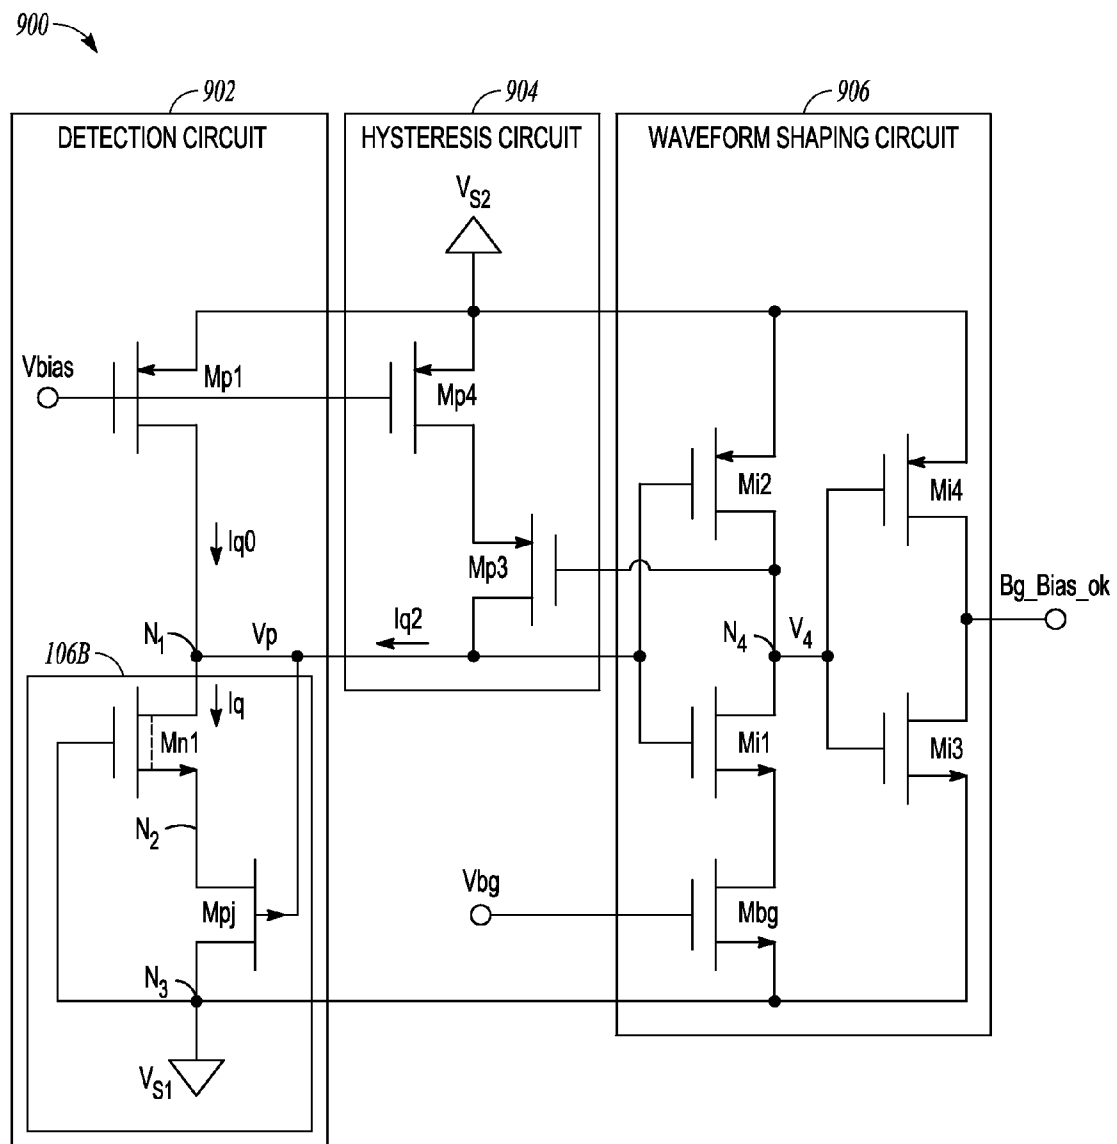 900
902
904
906
DETECTION CIRCUIT
HYSTERESIS CIRCUIT
WAVEFORM SHAPING CIRCUIT
VS2
Vbias
Mp1
Mp4
Mi2
Mi4
Iq0
Mp3
Bg_Bias_ok
Iq2
N1
Vp
N4
V4
106B
Iq
Mn1
Mi1
Mi3
N2
Vbg
Mpj
Mbg
N3
VS1